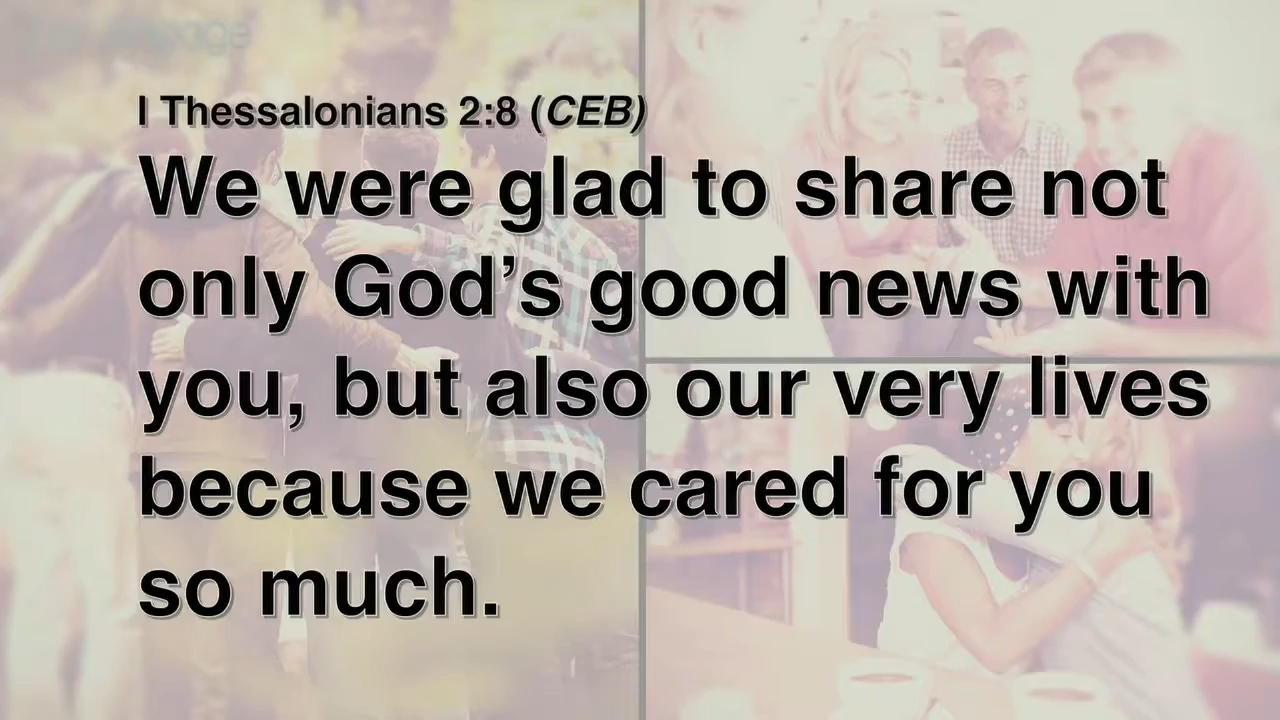 I Thessalonians 2:8 (CEB)
We were glad to share not
only God’s good news with
you, but also our very lives
because we cared for you
so much.